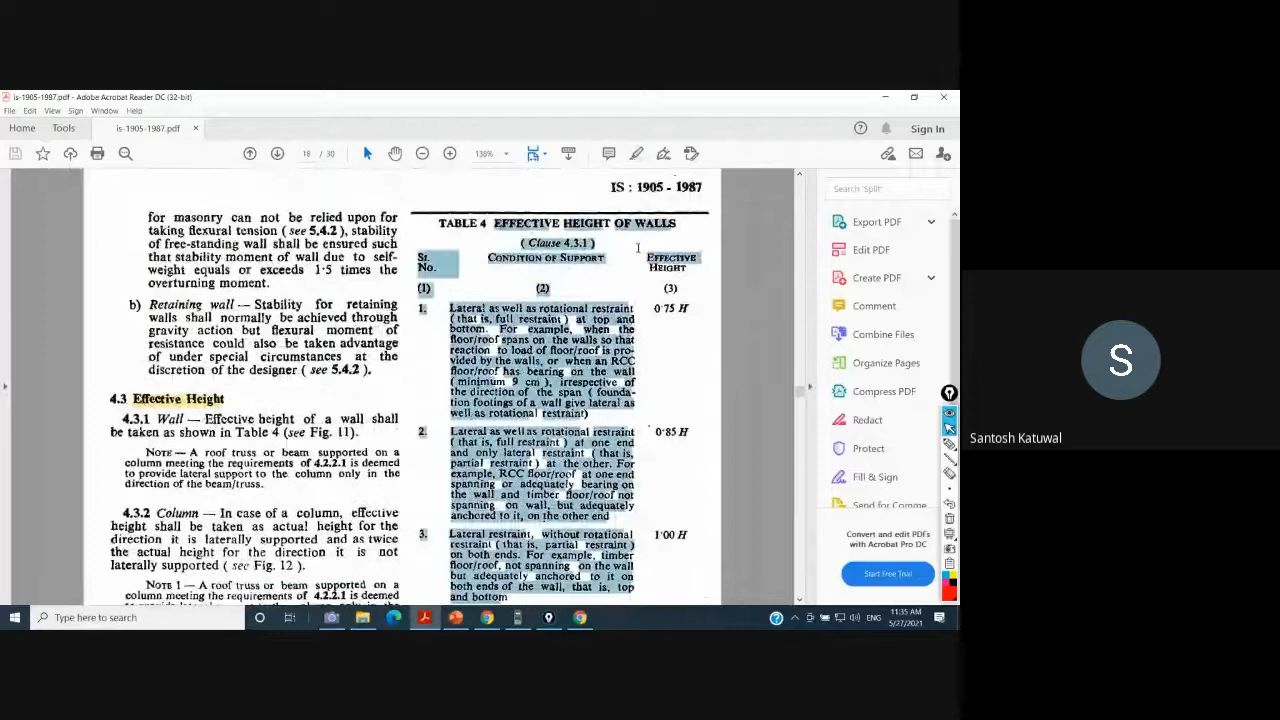 is-1905-1987.pdf - Adobe Acrobat Reader DC (32-bit)
File Edit View Sign Window Help
Home Tools is-1905-1987.pdf × Sign In
18 / 30 138%
IS : 1905 - 1987
for masonry can not be relied upon for
taking flexural tension ( see 5.4.2 ), stability
of free-standing wall shall be ensured such
that stability moment of wall due to self-
weight equals or exceeds 1·5 times the
overturning moment.
b) Retaining wall — Stability for retaining
walls shall normally be achieved through
gravity action but flexural moment of
resistance could also be taken advantage
of under special circumstances at the
discretion of the designer ( see 5.4.2 ).
4.3 Effective Height
4.3.1 Wall — Effective height of a wall shall
be taken as shown in Table 4 (see Fig. 11).
NOTE — A roof truss or beam supported on a
column meeting the requirements of 4.2.2.1 is deemed
to provide lateral support to the column only in the
direction of the beam/truss.
4.3.2 Column — In case of a column, effective
height shall be taken as actual height for the
direction it is laterally supported and as twice
the actual height for the direction it is not
laterally supported ( see Fig. 12 ).
NOTE 1 — A roof truss or beam supported on a
column meeting the requirements of 4.2.2.1 is deemed
TABLE 4 EFFECTIVE HEIGHT OF WALLS
( Clause 4.3.1 )
SL No. CONDITION OF SUPPORT EFFECTIVE HEIGHT
(1) (2) (3)
1. Lateral as well as rotational restraint 0·75 H
( that is, full restraint ) at top and
bottom. For example, when the
floor/roof spans on the walls so that
reaction to load of floor/roof is pro-
vided by the walls, or when an RCC
floor/roof has bearing on the wall
( minimum 9 cm ), irrespective of
the direction of the span ( founda-
tion footings of a wall give lateral as
well as rotational restraint)
2. Lateral as well as rotational restraint 0·85 H
( that is, full restraint ) at one end
and only lateral restraint ( that is,
partial restraint ) at the other. For
example, RCC floor/roof at one end
spanning or adequately bearing on
the wall and timber floor/roof not
spanning on wall, but adequately
anchored to it, on the other end
3. Lateral restraint, without rotational 1·00 H
restraint ( that is, partial restraint )
on both ends. For example, timber
floor/roof, not spanning on the wall
but adequately anchored to it on
both ends of the wall, that is, top
and bottom
Search 'Split'
Export PDF
Edit PDF
Create PDF
Comment
Combine Files
Organize Pages
Compress PDF
Redact
Protect
Fill & Sign
Send for Comme
Convert and edit PDFs
with Acrobat Pro DC
Start Free Trial
Type here to search
ENG
11:35 AM
5/27/2021
S
Santosh Katuwal